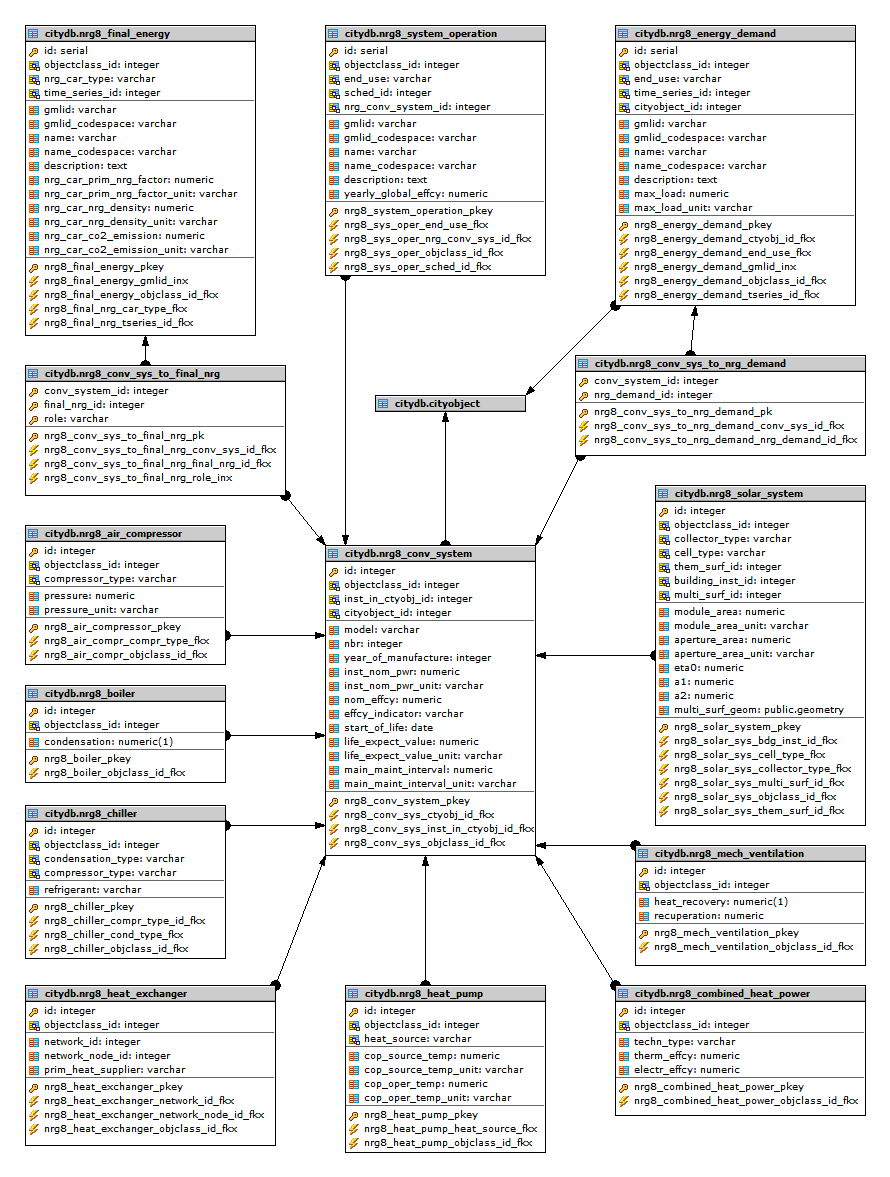 citydb.nrg8_final_energy
id: serial
objectclass_id: integer
nrg_car_type: varchar
time_series_id: integer
gmlid: varchar
gmlid_codespace: varchar
name: varchar
name_codespace: varchar
description: text
nrg_car_prim_nrg_factor: numeric
nrg_car_prim_nrg_factor_unit: varchar
nrg_car_nrg_density: numeric
nrg_car_nrg_density_unit: varchar
nrg_car_co2_emission: numeric
nrg_car_co2_emission_unit: varchar
nrg8_final_energy_pkey
nrg8_final_energy_gmlid_inx
nrg8_final_energy_objclass_id_fkx
nrg8_final_nrg_car_type_fkx
nrg8_final_nrg_tseries_id_fkx
citydb.nrg8_system_operation
id: serial
objectclass_id: integer
end_use: varchar
sched_id: integer
nrg_conv_system_id: integer
gmlid: varchar
gmlid_codespace: varchar
name: varchar
name_codespace: varchar
description: text
yearly_global_effcy: numeric
nrg8_system_operation_pkey
nrg8_sys_oper_end_use_fkx
nrg8_sys_oper_nrg_conv_sys_id_fkx
nrg8_sys_oper_objclass_id_fkx
nrg8_sys_oper_sched_id_fkx
citydb.nrg8_energy_demand
id: serial
objectclass_id: integer
end_use: varchar
time_series_id: integer
cityobject_id: integer
gmlid: varchar
gmlid_codespace: varchar
name: varchar
name_codespace: varchar
description: text
max_load: numeric
max_load_unit: varchar
nrg8_energy_demand_pkey
nrg8_energy_demand_ctyobj_id_fkx
nrg8_energy_demand_end_use_fkx
nrg8_energy_demand_gmlid_inx
nrg8_energy_demand_objclass_id_fkx
nrg8_energy_demand_tseries_id_fkx
citydb.nrg8_conv_sys_to_final_nrg
conv_system_id: integer
final_nrg_id: integer
role: varchar
nrg8_conv_sys_to_final_nrg_pk
nrg8_conv_sys_to_final_nrg_conv_sys_id_fkx
nrg8_conv_sys_to_final_nrg_final_nrg_id_fkx
nrg8_conv_sys_to_final_nrg_role_inx
citydb.cityobject
citydb.nrg8_conv_sys_to_nrg_demand
conv_system_id: integer
nrg_demand_id: integer
nrg8_conv_sys_to_nrg_demand_pk
nrg8_conv_sys_to_nrg_demand_conv_sys_id_fkx
nrg8_conv_sys_to_nrg_demand_nrg_demand_id_fkx
citydb.nrg8_air_compressor
id: integer
objectclass_id: integer
compressor_type: varchar
pressure: numeric
pressure_unit: varchar
nrg8_air_compressor_pkey
nrg8_air_compr_compr_type_fkx
nrg8_air_compr_objclass_id_fkx
citydb.nrg8_boiler
id: integer
objectclass_id: integer
condensation: numeric(1)
nrg8_boiler_pkey
nrg8_boiler_objclass_id_fkx
citydb.nrg8_chiller
id: integer
objectclass_id: integer
condensation_type: varchar
compressor_type: varchar
refrigerant: varchar
nrg8_chiller_pkey
nrg8_chiller_compr_type_id_fkx
nrg8_chiller_cond_type_fkx
nrg8_chiller_objclass_id_fkx
citydb.nrg8_conv_system
id: integer
objectclass_id: integer
inst_in_ctyobj_id: integer
cityobject_id: integer
model: varchar
nbr: integer
year_of_manufacture: integer
inst_nom_pwr: numeric
inst_nom_pwr_unit: varchar
nom_effcy: numeric
effcy_indicator: varchar
start_of_life: date
life_expect_value: numeric
life_expect_value_unit: varchar
main_maint_interval: numeric
main_maint_interval_unit: varchar
nrg8_conv_system_pkey
nrg8_conv_sys_ctyobj_id_fkx
nrg8_conv_sys_inst_in_ctyobj_id_fkx
nrg8_conv_sys_objclass_id_fkx
citydb.nrg8_solar_system
id: integer
objectclass_id: integer
collector_type: varchar
cell_type: varchar
them_surf_id: integer
building_inst_id: integer
multi_surf_id: integer
module_area: numeric
module_area_unit: varchar
aperture_area: numeric
aperture_area_unit: varchar
eta0: numeric
a1: numeric
a2: numeric
multi_surf_geom: public.geometry
nrg8_solar_system_pkey
nrg8_solar_sys_bdg_inst_id_fkx
nrg8_solar_sys_cell_type_fkx
nrg8_solar_sys_collector_type_fkx
nrg8_solar_sys_multi_surf_id_fkx
nrg8_solar_sys_objclass_id_fkx
nrg8_solar_sys_them_surf_id_fkx
citydb.nrg8_mech_ventilation
id: integer
objectclass_id: integer
heat_recovery: numeric(1)
recuperation: numeric
nrg8_mech_ventilation_pkey
nrg8_mech_ventilation_objclass_id_fkx
citydb.nrg8_heat_exchanger
id: integer
objectclass_id: integer
network_id: integer
network_node_id: integer
prim_heat_supplier: varchar
nrg8_heat_exchanger_pkey
nrg8_heat_exchanger_network_id_fkx
nrg8_heat_exchanger_network_node_id_fkx
nrg8_heat_exchanger_objclass_id_fkx
citydb.nrg8_heat_pump
id: integer
objectclass_id: integer
heat_source: varchar
cop_source_temp: numeric
cop_source_temp_unit: varchar
cop_oper_temp: numeric
cop_oper_temp_unit: varchar
nrg8_heat_pump_pkey
nrg8_heat_pump_heat_source_fkx
nrg8_heat_pump_objclass_id_fkx
citydb.nrg8_combined_heat_power
id: integer
objectclass_id: integer
techn_type: varchar
therm_effcy: numeric
electr_effcy: numeric
nrg8_combined_heat_power_pkey
nrg8_combined_heat_power_objclass_id_fkx